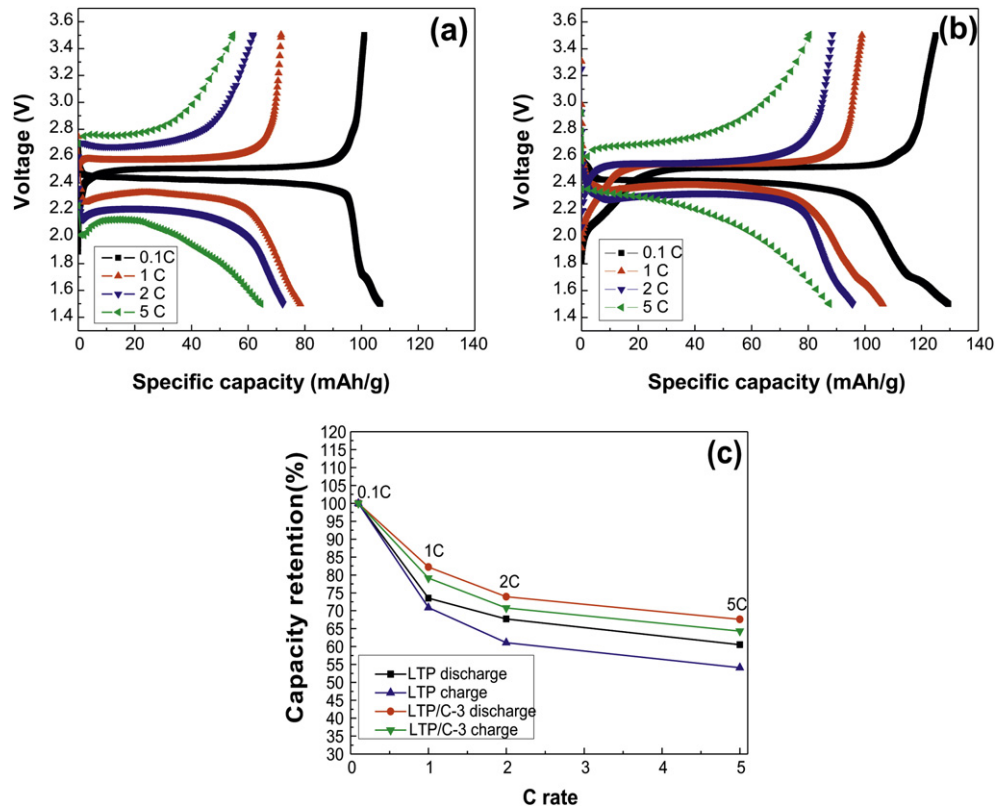 (a)
Voltage (V)
3.6
3.2
2.8
2.6
2.4
2.2
2.0
1.8
1.6
1.4
3.4
3.0
0.1C
1 C
2 C
5 C
0 20 40 60 80 100 120 140
Specific capacity (mAh/g)
(b)
Voltage (V)
3.6
3.4
3.2
3.0
2.8
2.6
2.4
2.2
2.0
1.8
1.6
1.4
0.1 C
1 C
2 C
5 C
0 20 40 60 80 100 120 140
Specific capacity (mAh/g)
(c)
Capacity retention(%)
120
115
110
105
100
95
90
85
80
75
70
65
60
55
50
45
40
35
30
0.1C
1C
2C
5C
LTP discharge
LTP charge
LTP/C-3 discharge
LTP/C-3 charge
0 1 2 3 4 5
C rate